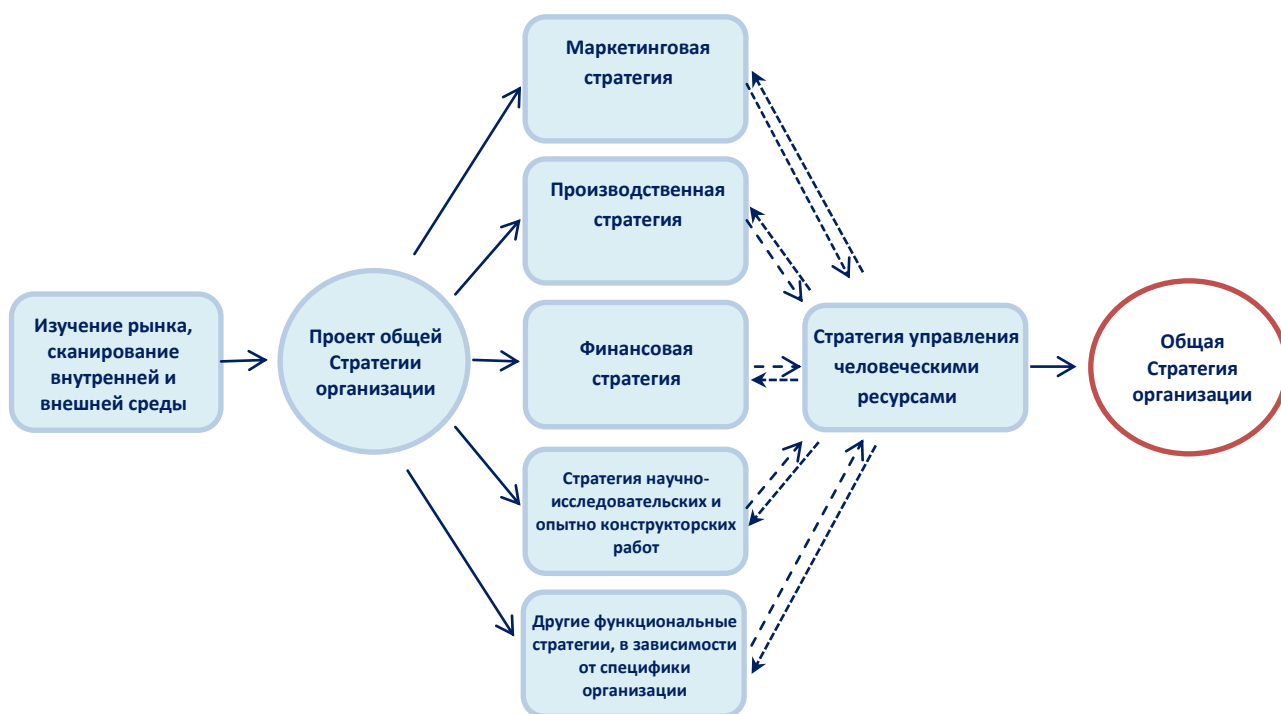 Маркетинговая
стратегия
Производственная
стратегия
Изучение рынка,
сканирование
внутренней и
внешней среды
Проект общей
Стратегии
организации
Финансовая
стратегия
Стратегия управления
человеческими
ресурсами
Общая
Стратегия
организации
Стратегия научно-
исследовательских и
опытно конструкторских
работ
Другие функциональные
стратегии, в зависимости
от специфики
организации